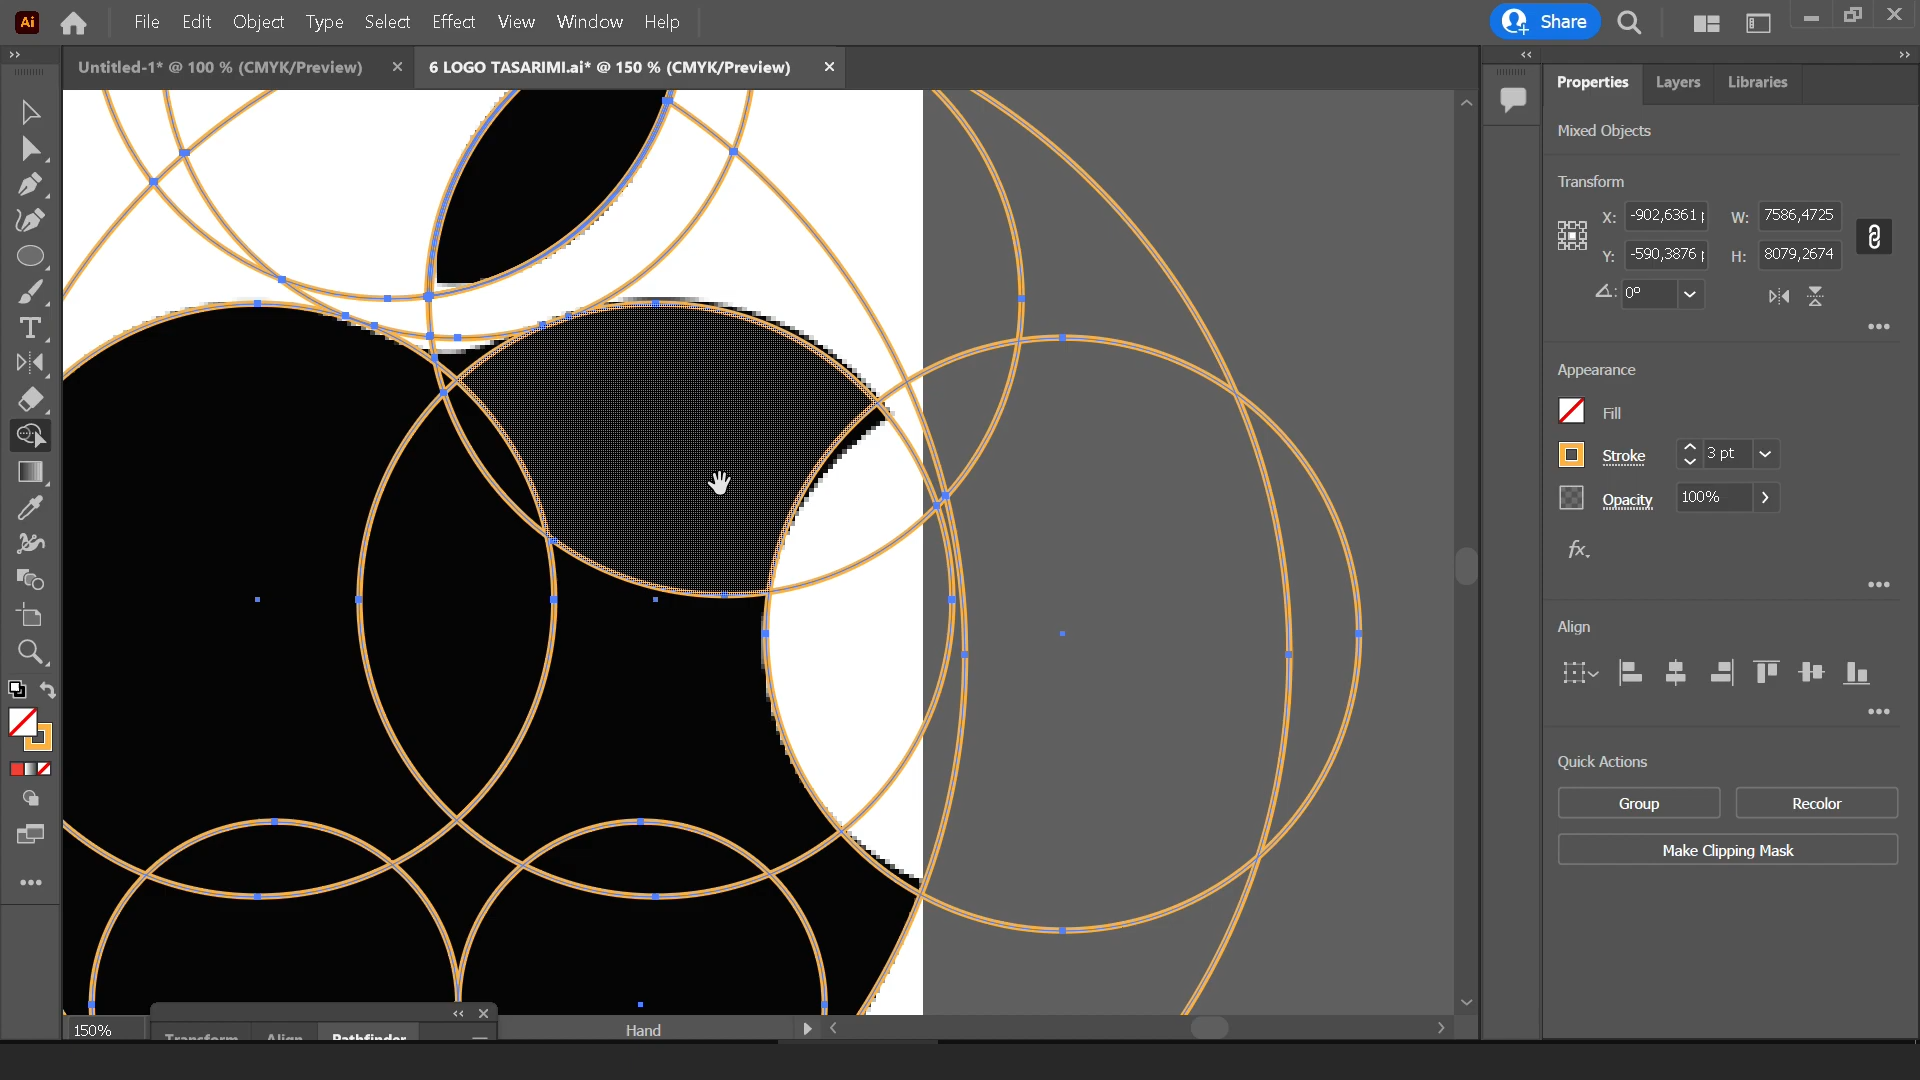 Ai File Edit Object Type Select Effect View Window Help Share
Untitled-1* @ 100 % (CMYK/Preview) 6 LOGO TASARIMI.ai* @ 150 % (CMYK/Preview)
Properties Layers Libraries
Mixed Objects
Transform
X: -902,6361 W: 7586,4725
Y: -590,3876 H: 8079,2674
0°
Appearance
Fill
Stroke 3 pt
Opacity 100%
fx.
Align
Quick Actions
Group Recolor
Make Clipping Mask
Transform Align Pathfinder
150% Hand